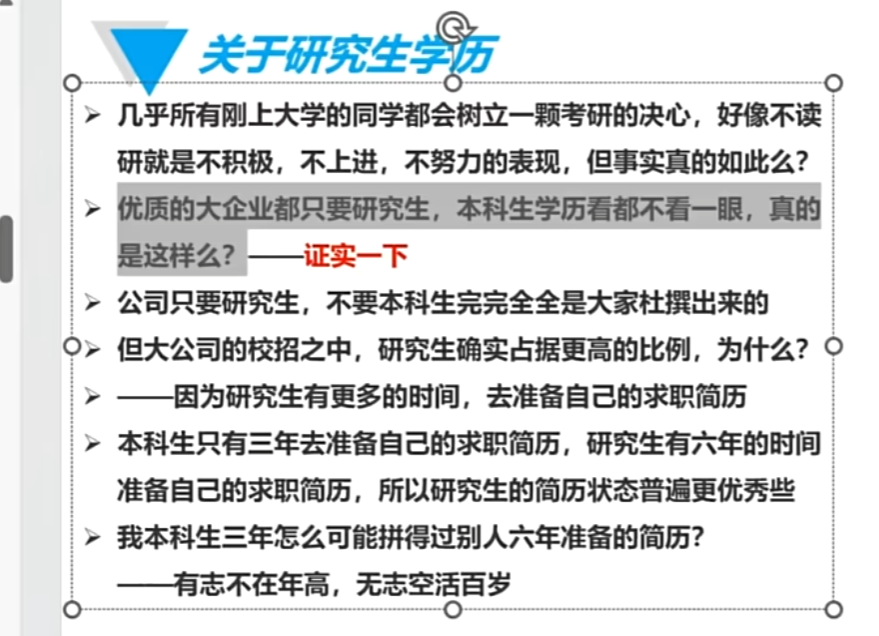 关于研究生学历
➢ 几乎所有刚上大学的同学都会树立一颗考研的决心，好像不读
研就是不积极，不上进，不努力的表现，但事实真的如此么？
➢ 优质的大企业都只要研究生，本科生学历看都不看一眼，真的
是这样么？——证实一下
➢ 公司只要研究生，不要本科生完完全全是大家杜撰出来的
➢ 但大公司的校招之中，研究生确实占据更高的比例，为什么？
➢ ——因为研究生有更多的时间，去准备自己的求职简历
➢ 本科生只有三年去准备自己的求职简历，研究生有六年的时间
准备自己的求职简历，所以研究生的简历状态普遍更优秀些
➢ 我本科生三年怎么可能拼得过别人六年准备的简历？
——有志不在年高，无志空活百岁